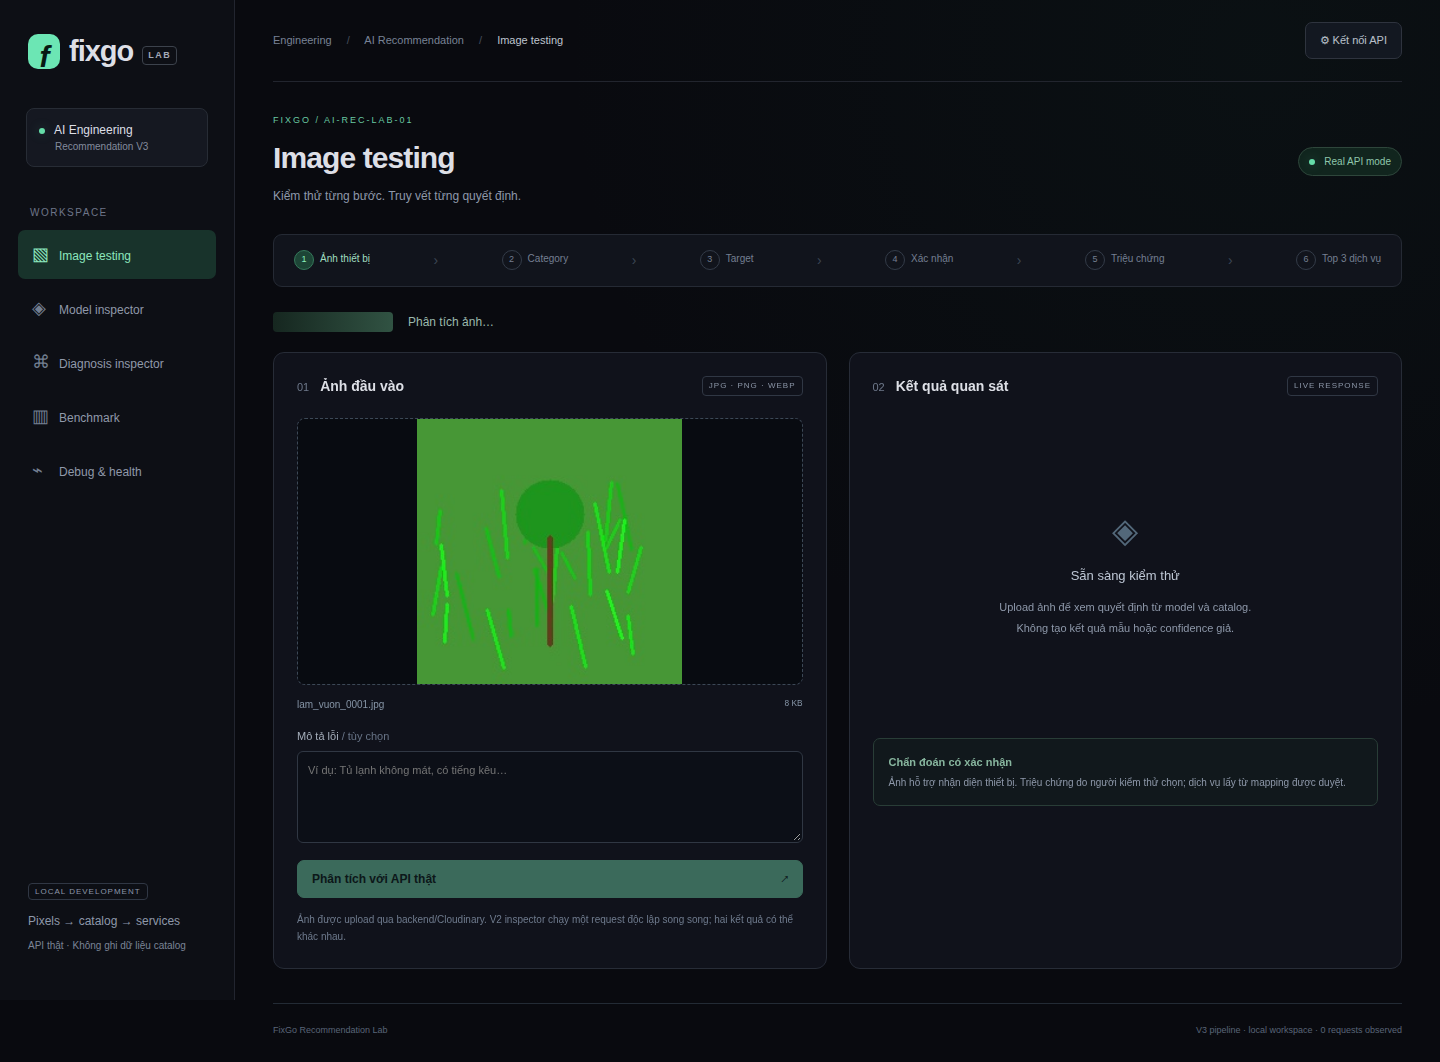 fixgo LAB
AI Engineering
Recommendation V3
WORKSPACE
Image testing
Model inspector
Diagnosis inspector
Benchmark
Debug & health
LOCAL DEVELOPMENT
Pixels → catalog → services
API thật · Không ghi dữ liệu catalog
Engineering / AI Recommendation / Image testing
⚙ Kết nối API
FIXGO / AI-REC-LAB-01
Image testing
Real API mode
Kiểm thử từng bước. Truy vết từng quyết định.
1 Ảnh thiết bị › 2 Category › 3 Target › 4 Xác nhận › 5 Triệu chứng › 6 Top 3 dịch vụ
Phân tích ảnh…
01 Ảnh đầu vào JPG · PNG · WEBP
lam_vuon_0001.jpg 8 KB
Mô tả lỗi / tùy chọn
Ví dụ: Tủ lạnh không mát, có tiếng kêu…
Phân tích với API thật ↗
Ảnh được upload qua backend/Cloudinary. V2 inspector chạy một request độc lập song song; hai kết quả có thể
khác nhau.
02 Kết quả quan sát LIVE RESPONSE
Sẵn sàng kiểm thử
Upload ảnh để xem quyết định từ model và catalog.
Không tạo kết quả mẫu hoặc confidence giả.
Chẩn đoán có xác nhận
Ảnh hỗ trợ nhận diện thiết bị. Triệu chứng do người kiểm thử chọn; dịch vụ lấy từ mapping được duyệt.
FixGo Recommendation Lab
V3 pipeline · local workspace · 0 requests observed